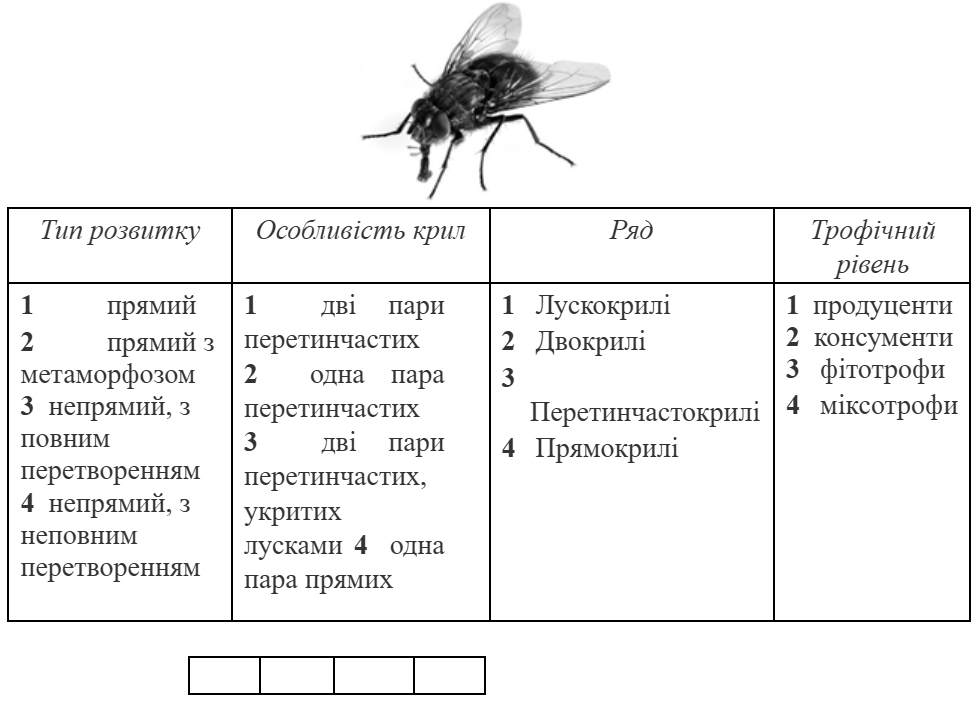 Тип розвитку
Особливість крил
Ряд
Трофічний
рівень
1 прямий
2 прямий з
метаморфозом
3 непрямий, з
повним
перетворенням
4 непрямий, з
неповним
перетворенням
1 дві пари
перетинчастих
2 одна пара
перетинчастих
3 дві пари
перетинчастих,
укритих
лусками 4 одна
пара прямих
1 Лускокрилі
2 Двокрилі
3
Перетинчастокрилі
4 Прямокрилі
1 продуценти
2 консументи
3 фітотрофи
4 міксотрофи